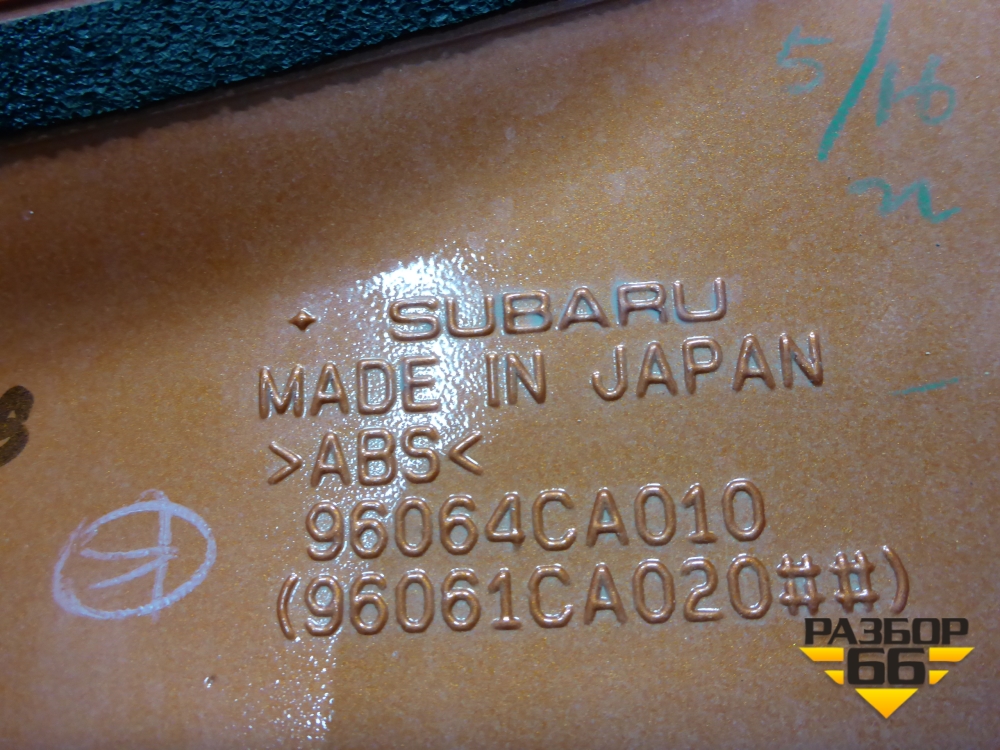 5/16
n
SUBARU
MADE IN JAPAN
>ABS<
96064CA010
(96061CA020##)
РАЗБОР
66